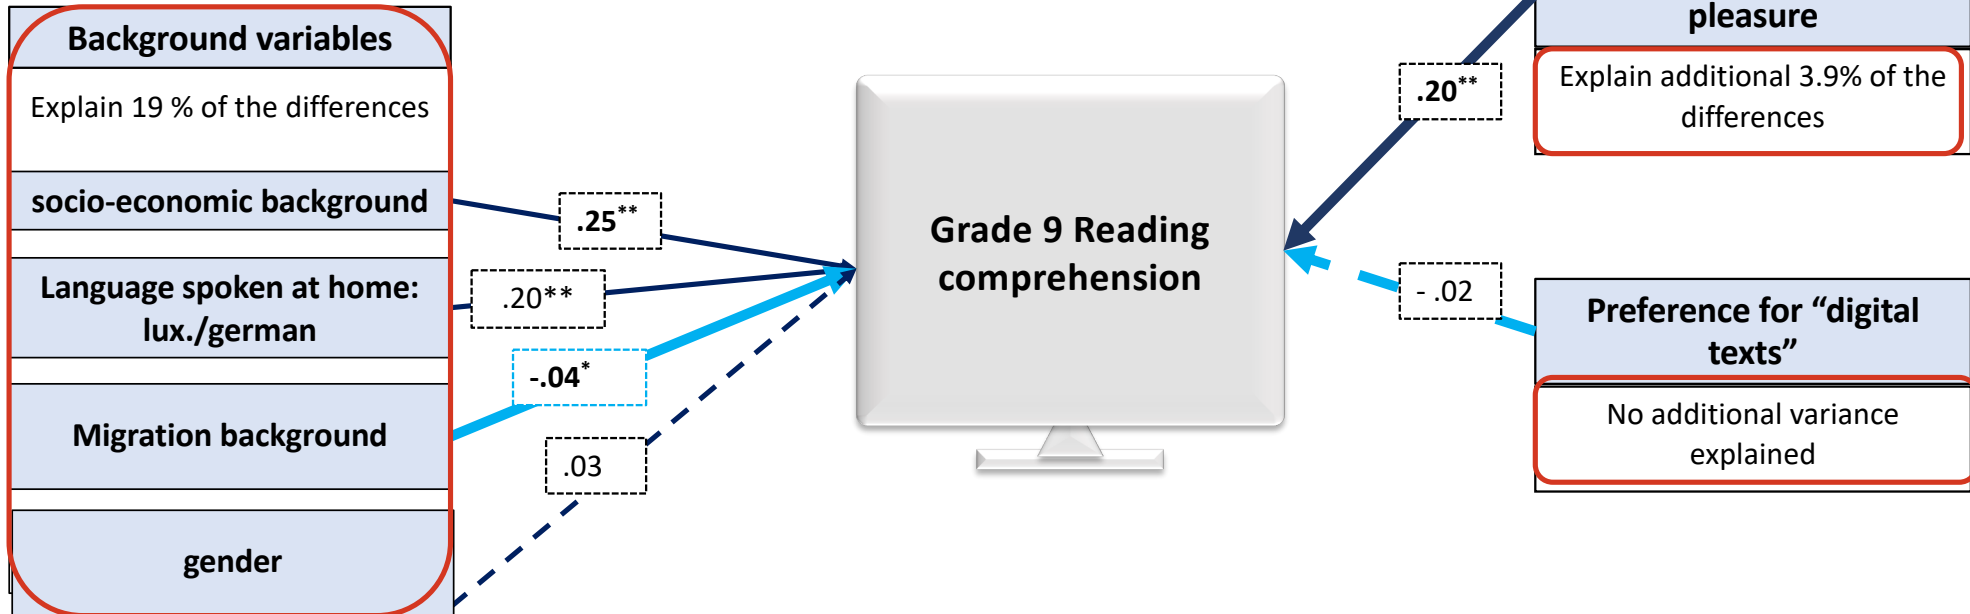 Background variables
Explain 19 % of the differences
socio-economic background
Language spoken at home:
lux./german
Migration background
gender
.25**
.20**
-.04*
.03
Grade 9 Reading
comprehension
.20**
- .02
pleasure
Explain additional 3.9% of the
differences
Preference for “digital
texts”
No additional variance
explained